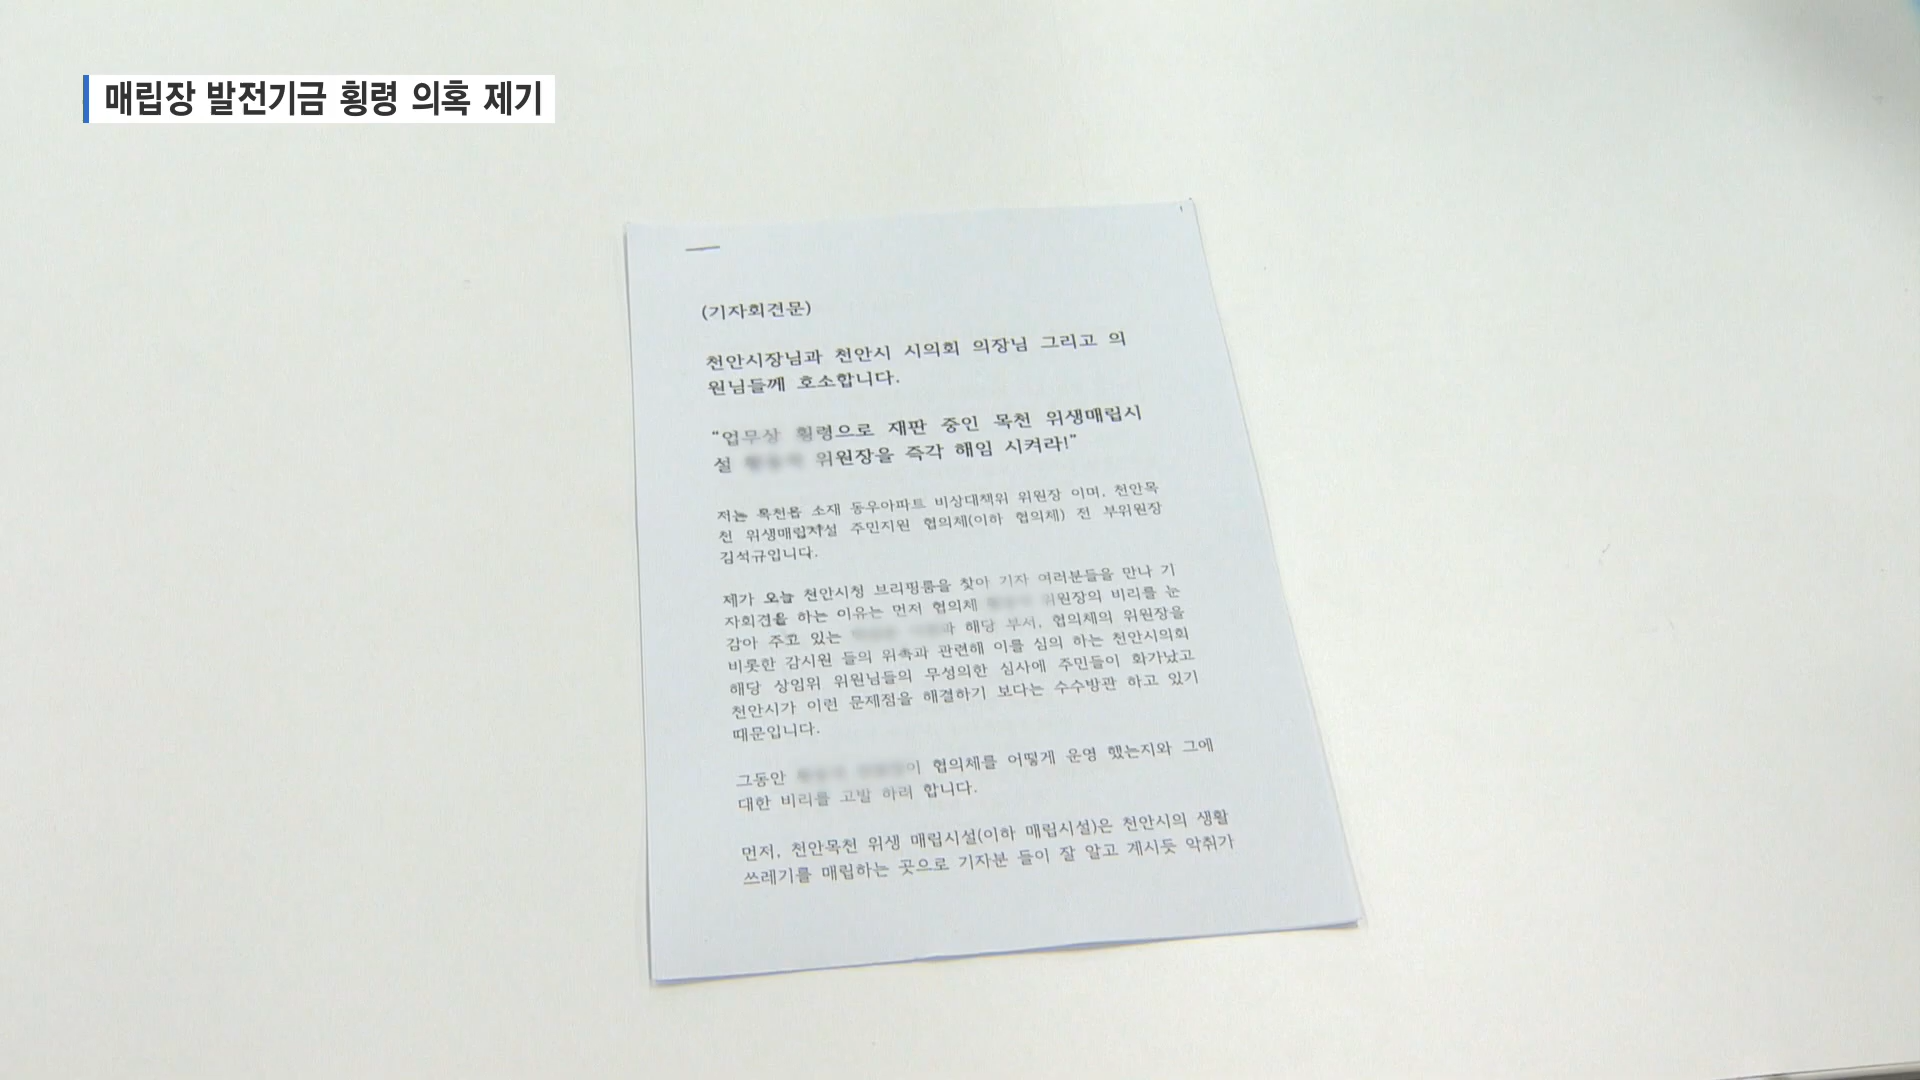 매립장 발전기금 횡령 의혹 제기
(기자회견문)
천안시장님과 천안시 시의회 의장님 그리고 의
원님들께 호소합니다.
“업무상 횡령으로 재판 중인 목천 위생매립시
설 위원장을 즉각 해임 시켜라!”
저는 목천읍 소재 동우아파트 비상대책위 위원장 이며, 천안목
천 위생매립시설 주민지원 협의체(이하 협의체) 전 부위원장
김석규입니다.
제가 오늘 천안시청 브리핑룸을 찾아 기자 여러분들을 만나 기
자회견을 하는 이유는 먼저 협의체 위원장의 비리를 눈
감아 주고 있는 해당 부서, 협의체의 위원장을
비롯한 감시원 들의 위촉과 관련해 이를 심의 하는 천안시의회
해당 상임위 위원님들의 무성의한 심사에 주민들이 화가났고
천안시가 이런 문제점을 해결하기 보다는 수수방관 하고 있기
때문입니다.
그동안 이 협의체를 어떻게 운영 했는지와 그에
대한 비리를 고발 하려 합니다.
먼저, 천안목천 위생 매립시설(이하 매립시설)은 천안시의 생활
쓰레기를 매립하는 곳으로 기자분 들이 잘 알고 계시듯 악취가